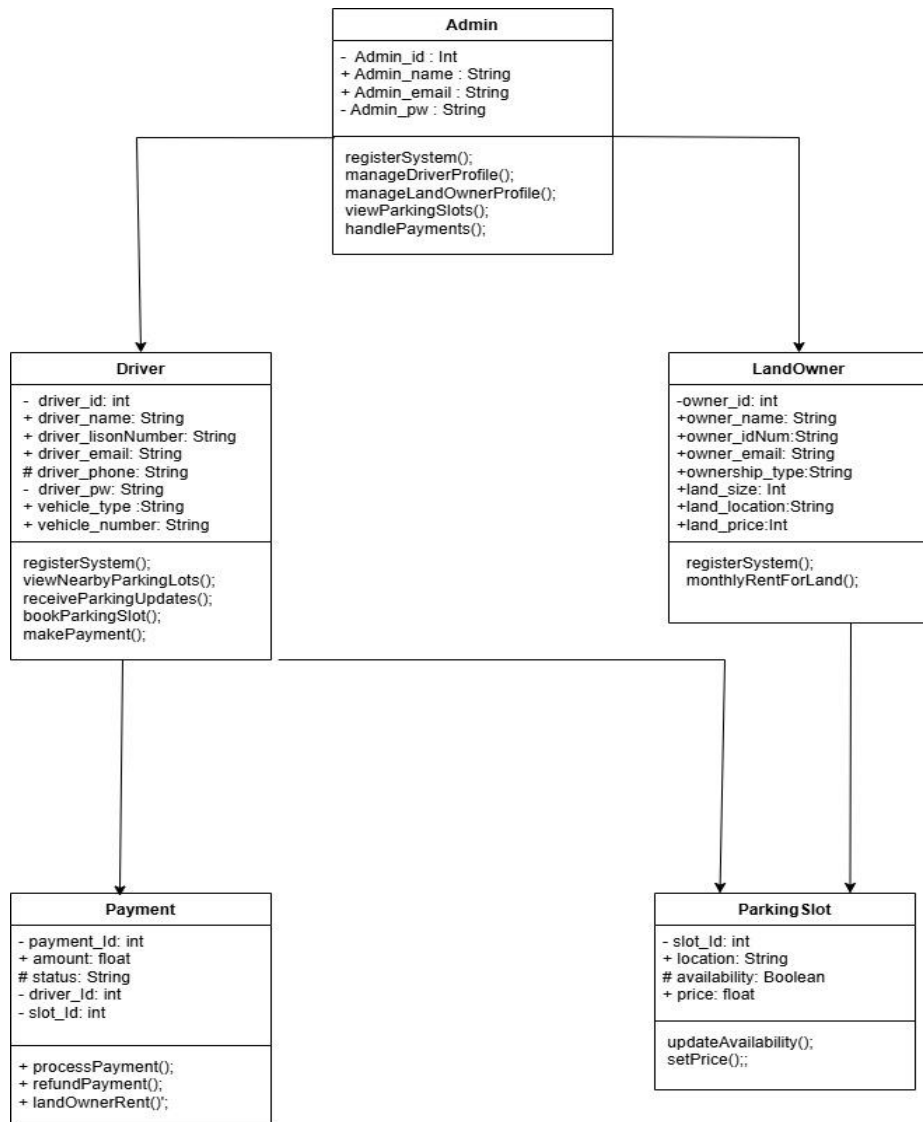 Admin
- Admin_id : Int
+ Admin_name : String
+ Admin_email : String
- Admin_pw : String
registerSystem();
manageDriverProfile();
manageLandOwnerProfile();
viewParkingSlots();
handlePayments();
Driver
- driver_id: int
+ driver_name: String
+ driver_lisonNumber: String
+ driver_email: String
# driver_phone: String
- driver_pw: String
+ vehicle_type :String
+ vehicle_number: String
registerSystem();
viewNearbyParkingLots();
receiveParkingUpdates();
bookParkingSlot();
makePayment();
LandOwner
-owner_id: int
+owner_name: String
+owner_idNum:String
+owner_email: String
+ownership_type:String
+land_size: Int
+land_location:String
+land_price:Int
registerSystem();
monthlyRentForLand();
Payment
- payment_Id: int
+ amount: float
# status: String
- driver_Id: int
- slot_Id: int
+ processPayment();
+ refundPayment();
+ landOwnerRent()';
ParkingSlot
- slot_Id: int
+ location: String
# availability: Boolean
+ price: float
updateAvailability();
setPrice();;